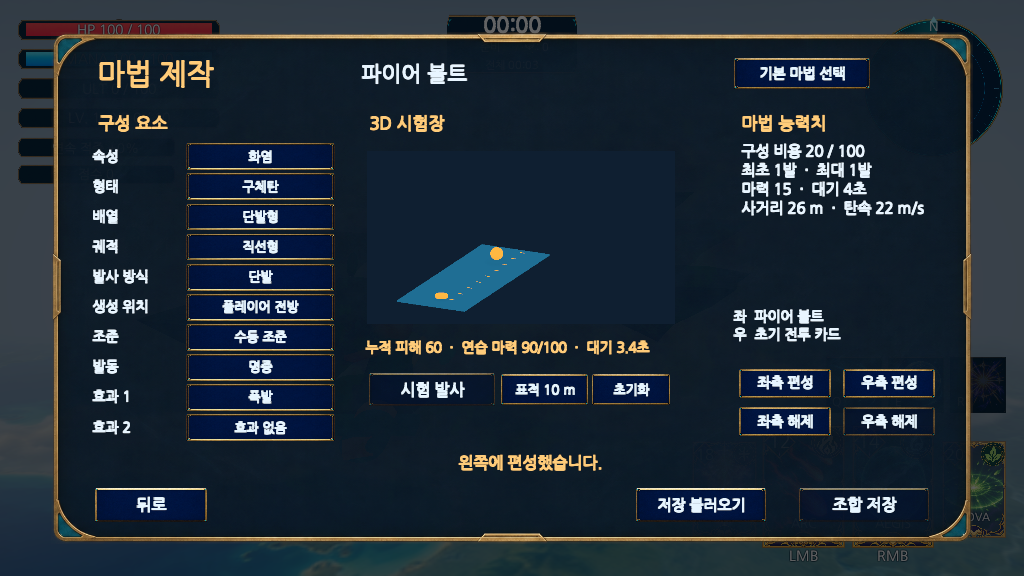 HP 100 / 100
00:00
N
마법 제작
파이어 볼트
기본 마법 선택
구성 요소
3D 시험장
마법 능력치
속성 화염
형태 구체탄
배열 단발형
궤적 직선형
발사 방식 단발
생성 위치 플레이어 전방
조준 수동 조준
발동 명중
효과 1 폭발
효과 2 효과 없음
구성 비용 20 / 100
최초 1발 · 최대 1발
마력 15 · 대기 4초
사거리 26 m · 탄속 22 m/s
좌 파이어 볼트
우 초기 전투 카드
누적 피해 60 · 연습 마력 90/100 · 대기 3.4초
시험 발사
표적 10 m
초기화
좌측 편성
우측 편성
좌측 해제
우측 해제
왼쪽에 편성했습니다.
뒤로
저장 불러오기
조합 저장
LMB
RMB